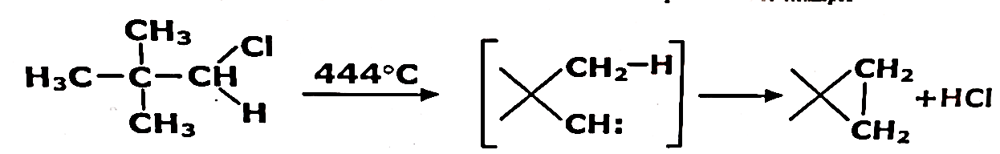 CH₃ Cl
H₃C–C–CH 444°C CH₂–H CH₂
+HCl
H
CH₃ CH: CH₂